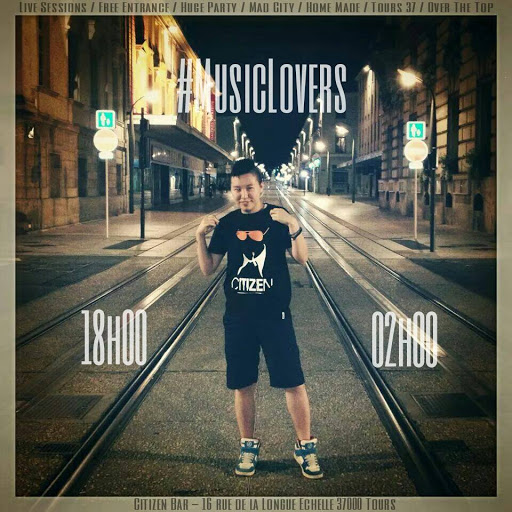 Live Sessions / Free Entrance / Huge Party / Mad City / Home Made / Tours 37 / Over The Top
#MusicLovers
CITIZEN
18h00
02h00
Citizen Bar – 16 rue de la Longue Echelle 37000 Tours